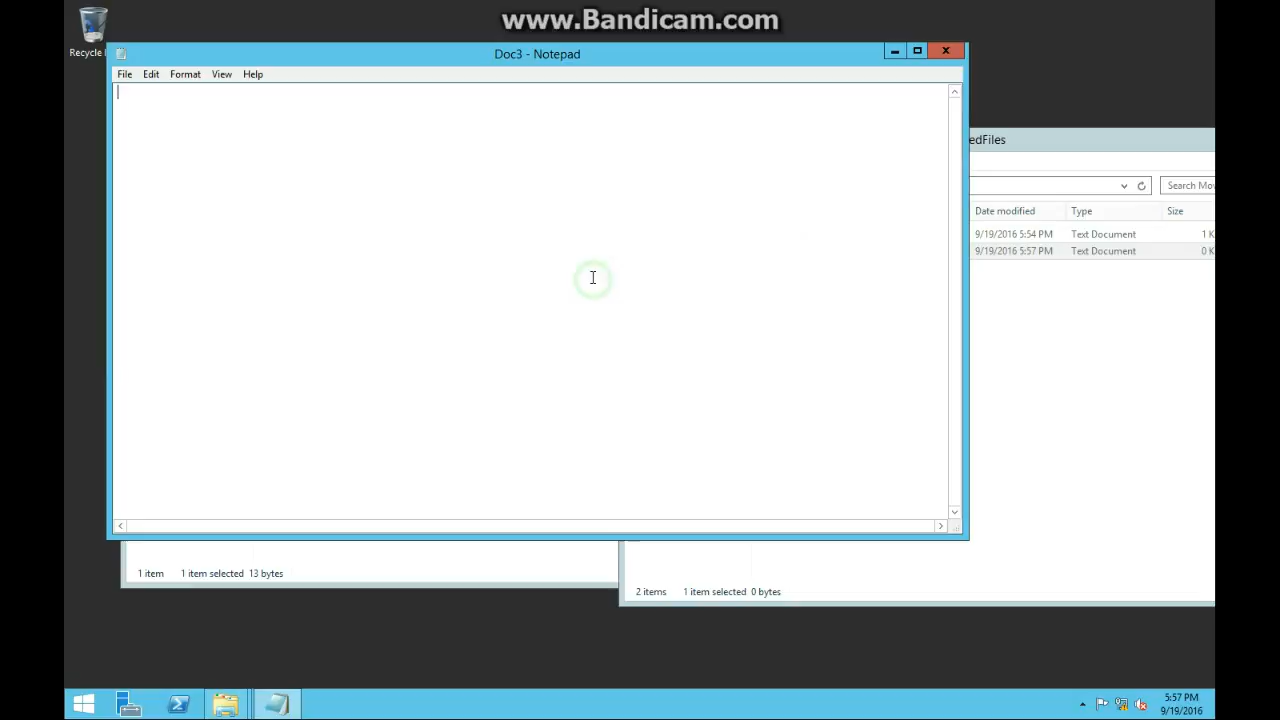 www.Bandicam.com
Recycle
Doc3 - Notepad
File Edit Format View Help
edFiles
Search Mo
Date modified Type Size
9/19/2016 5:54 PM Text Document 1 K
9/19/2016 5:57 PM Text Document 0 K
1 item 1 item selected 13 bytes
2 items 1 item selected 0 bytes
5:57 PM
9/19/2016